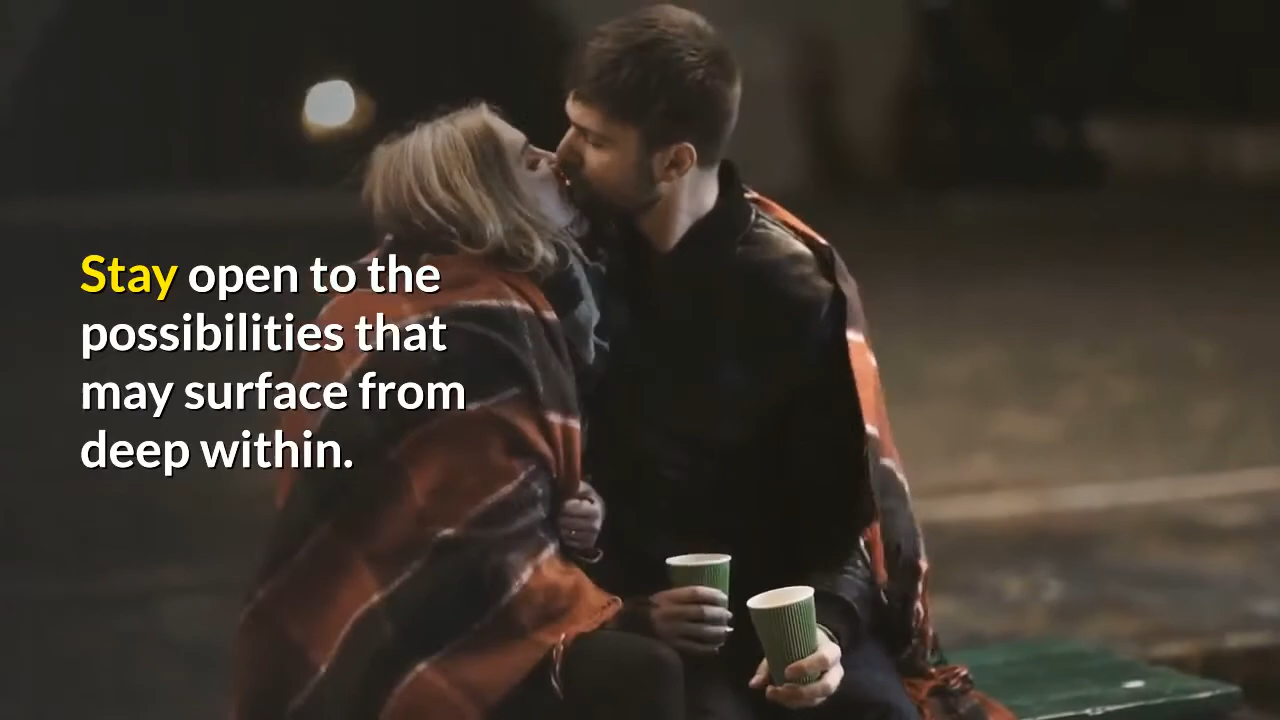 Stay open to the
possibilities that
may surface from
deep within.